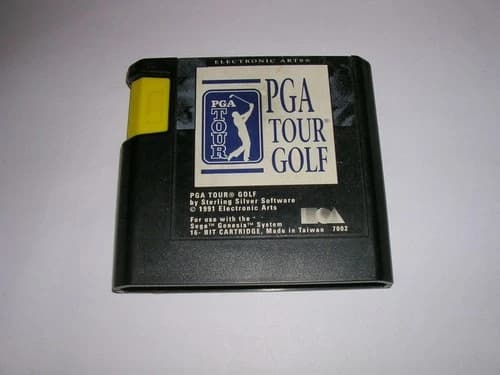 ELECTRONIC ARTS®
PGA
TOUR
PGA
TOUR®
GOLF
PGA TOUR® GOLF
by Sterling Silver Software
© 1991 Electronic Arts
For use with the
Sega™ Genesis™ System
16- BIT CARTRIDGE, Made in Taiwan 7002